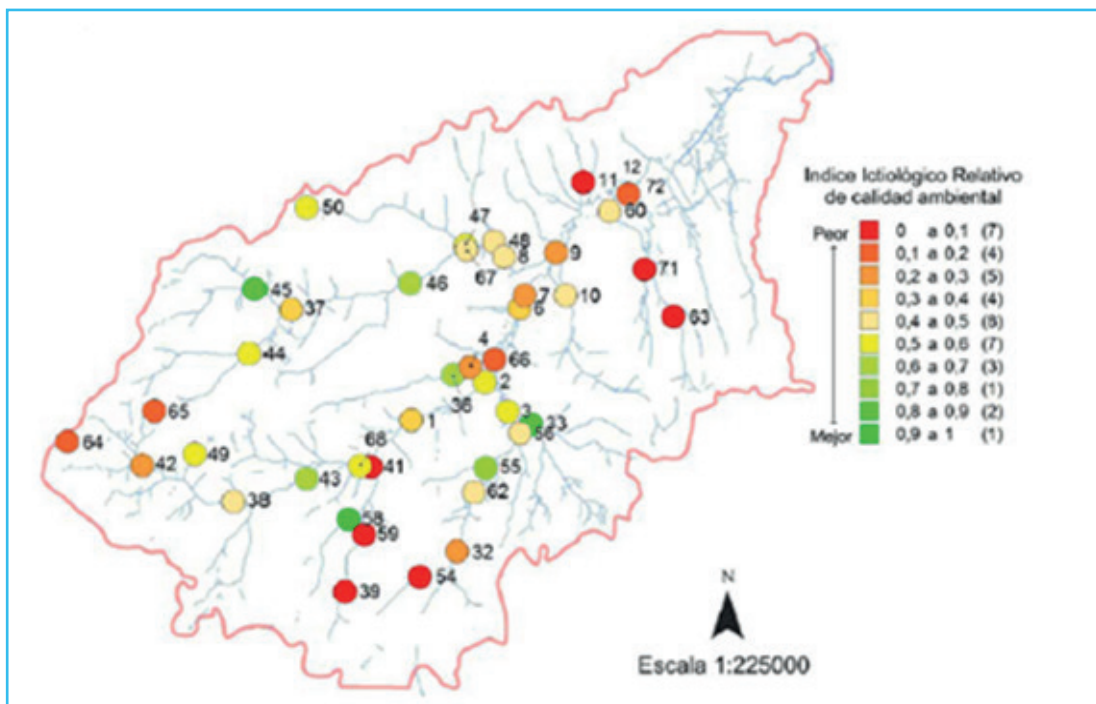 50
47
48
8
67
46
45
37
44
11
12
72
60
9
71
10
63
7
6
4
66
2
36
3
33
56
1
65
64
42
49
38
43
68
41
55
62
58
59
32
54
39
Indice Ictiológico Relativo
de calidad ambiental
Peor
0 a 0,1 (7)
0,1 a 0,2 (4)
0,2 a 0,3 (5)
0,3 a 0,4 (4)
0,4 a 0,5 (8)
0,5 a 0,6 (7)
0,6 a 0,7 (3)
0,7 a 0,8 (1)
0,8 a 0,9 (2)
0,9 a 1 (1)
Mejor
N
Escala 1:225000